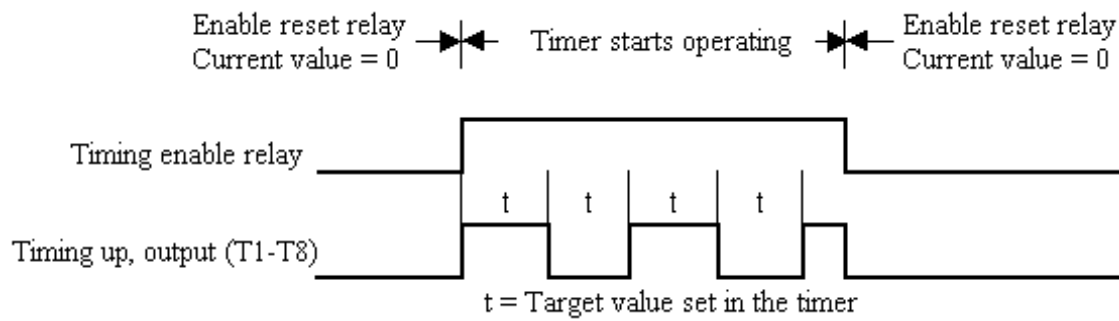 Enable reset relay
Current value = 0
Timer starts operating
Enable reset relay
Current value = 0
Timing enable relay
t
t
t
t
Timing up, output (T1-T8)
t = Target value set in the timer